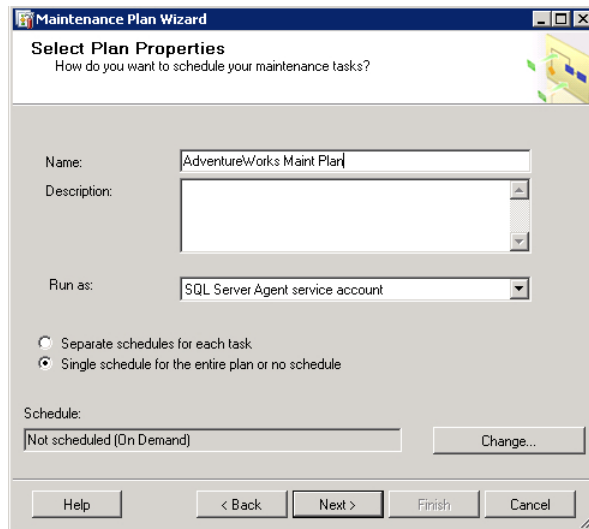 Maintenance Plan Wizard
Select Plan Properties
How do you want to schedule your maintenance tasks?
Name:
AdventureWorks Maint Plan
Description:
Run as:
SQL Server Agent service account
Separate schedules for each task
Single schedule for the entire plan or no schedule
Schedule:
Not scheduled (On Demand)
Change...
Help
< Back
Next >
Finish
Cancel